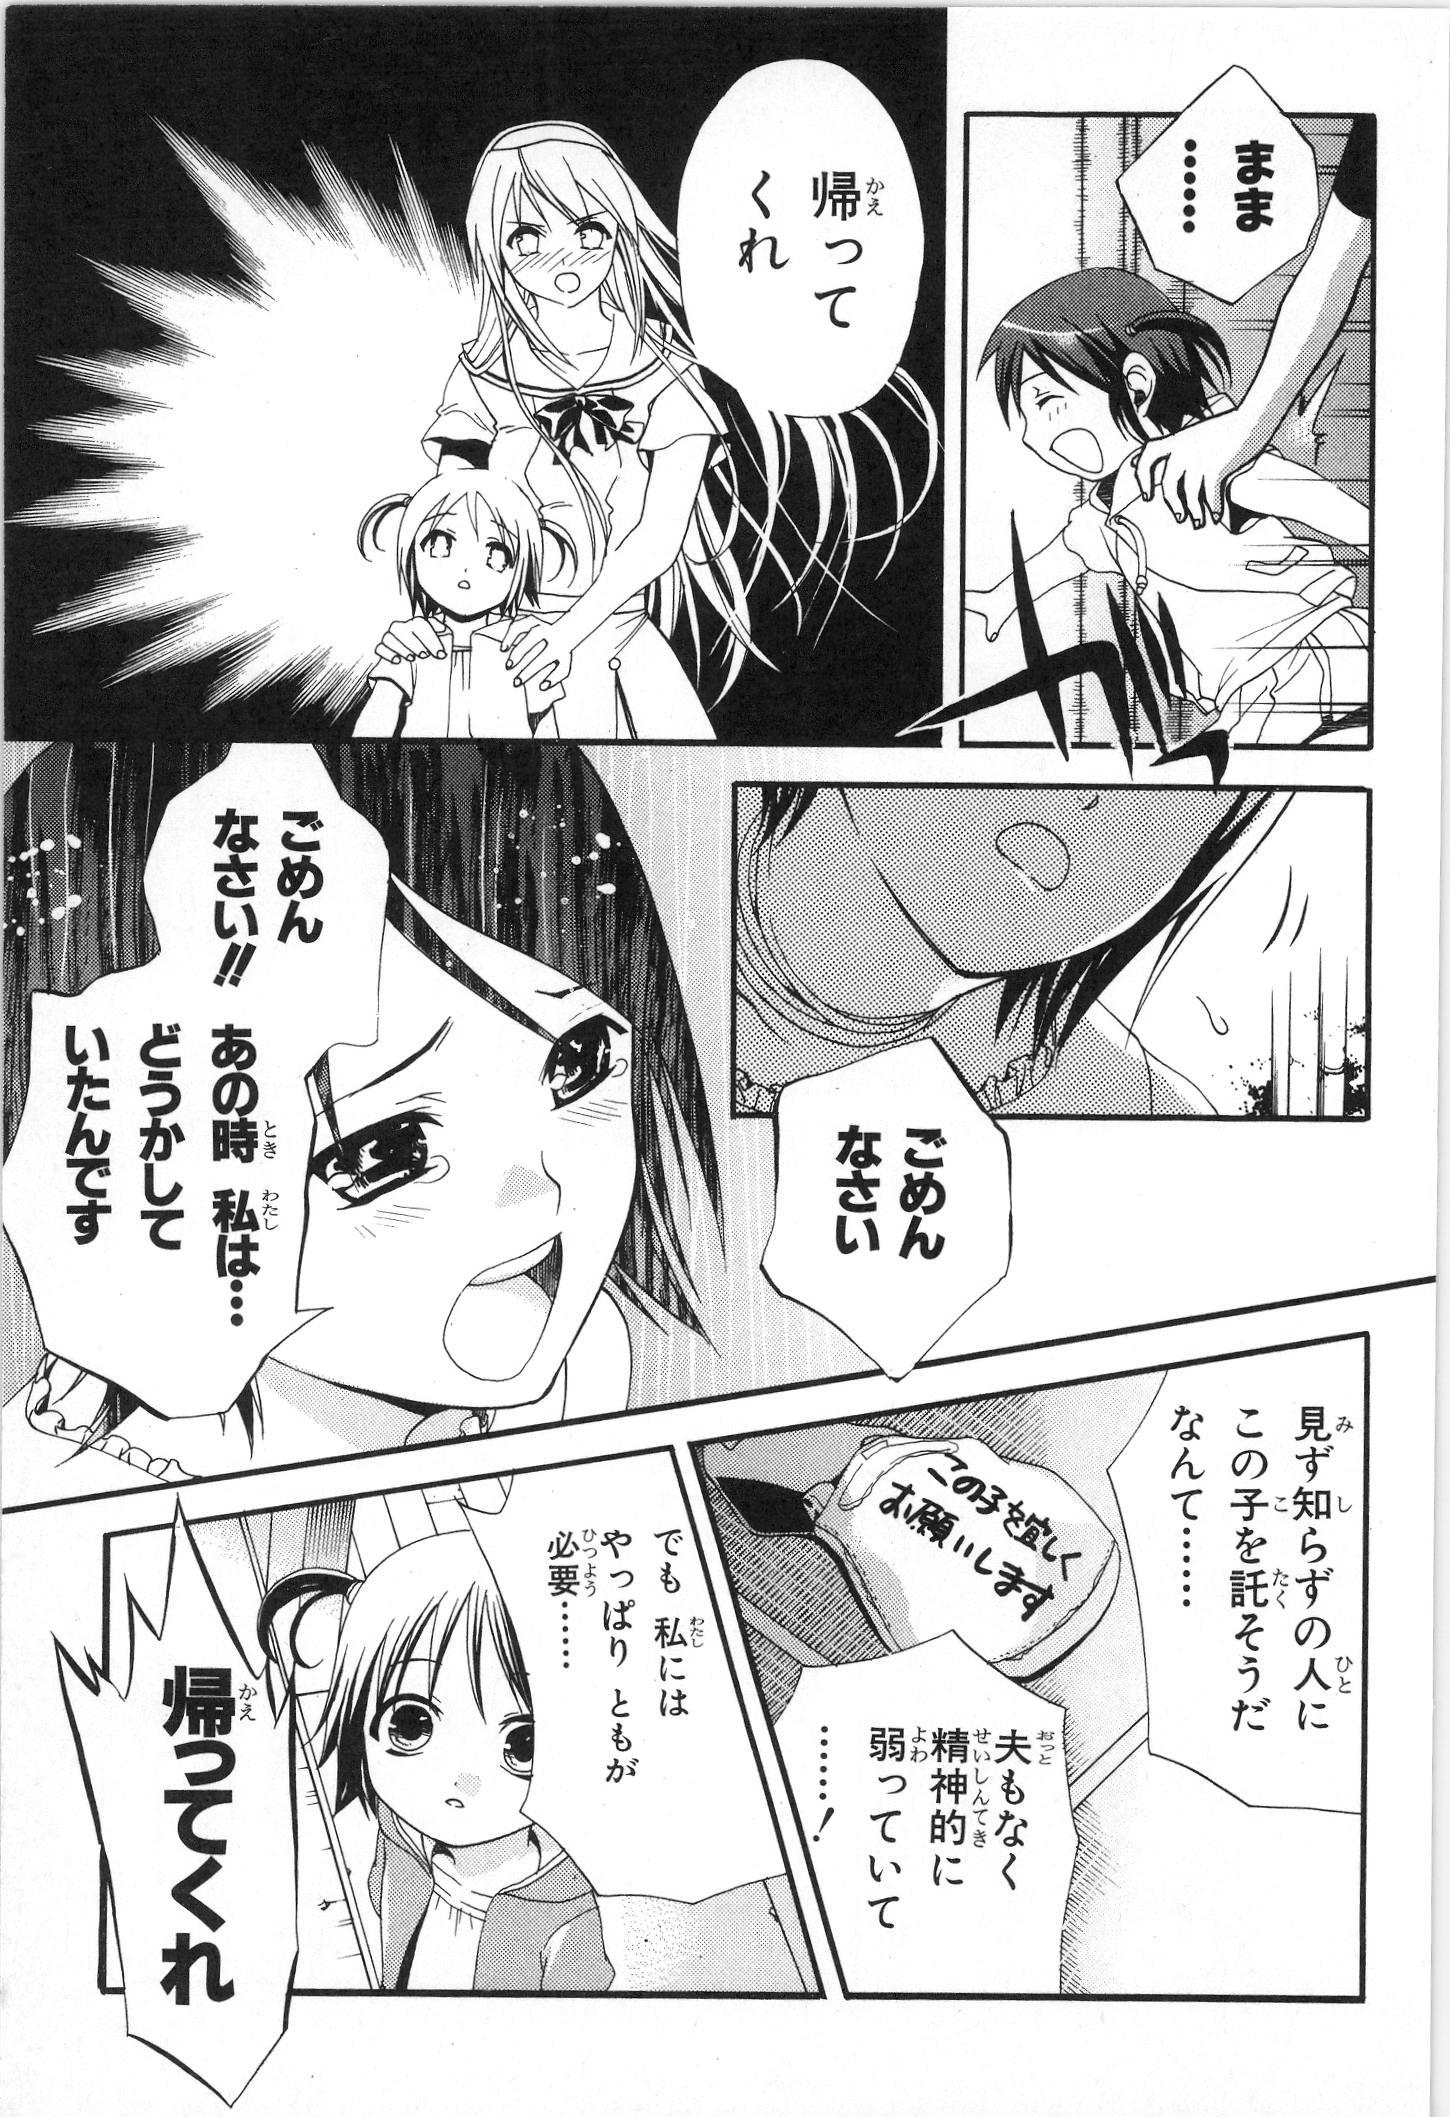 まま
……
ガッ
帰って
くれ
ごめん
なさい
ごめん
なさい!!
あの時 私は…
どうかして
いたんです
見ず知らずの人に
この子を託そうだ
なんて……
この子を宜しく
お願いします
夫もなく
精神的に
弱っていて
……!
でも 私には
やっぱり ともが
必要……
帰ってくれ